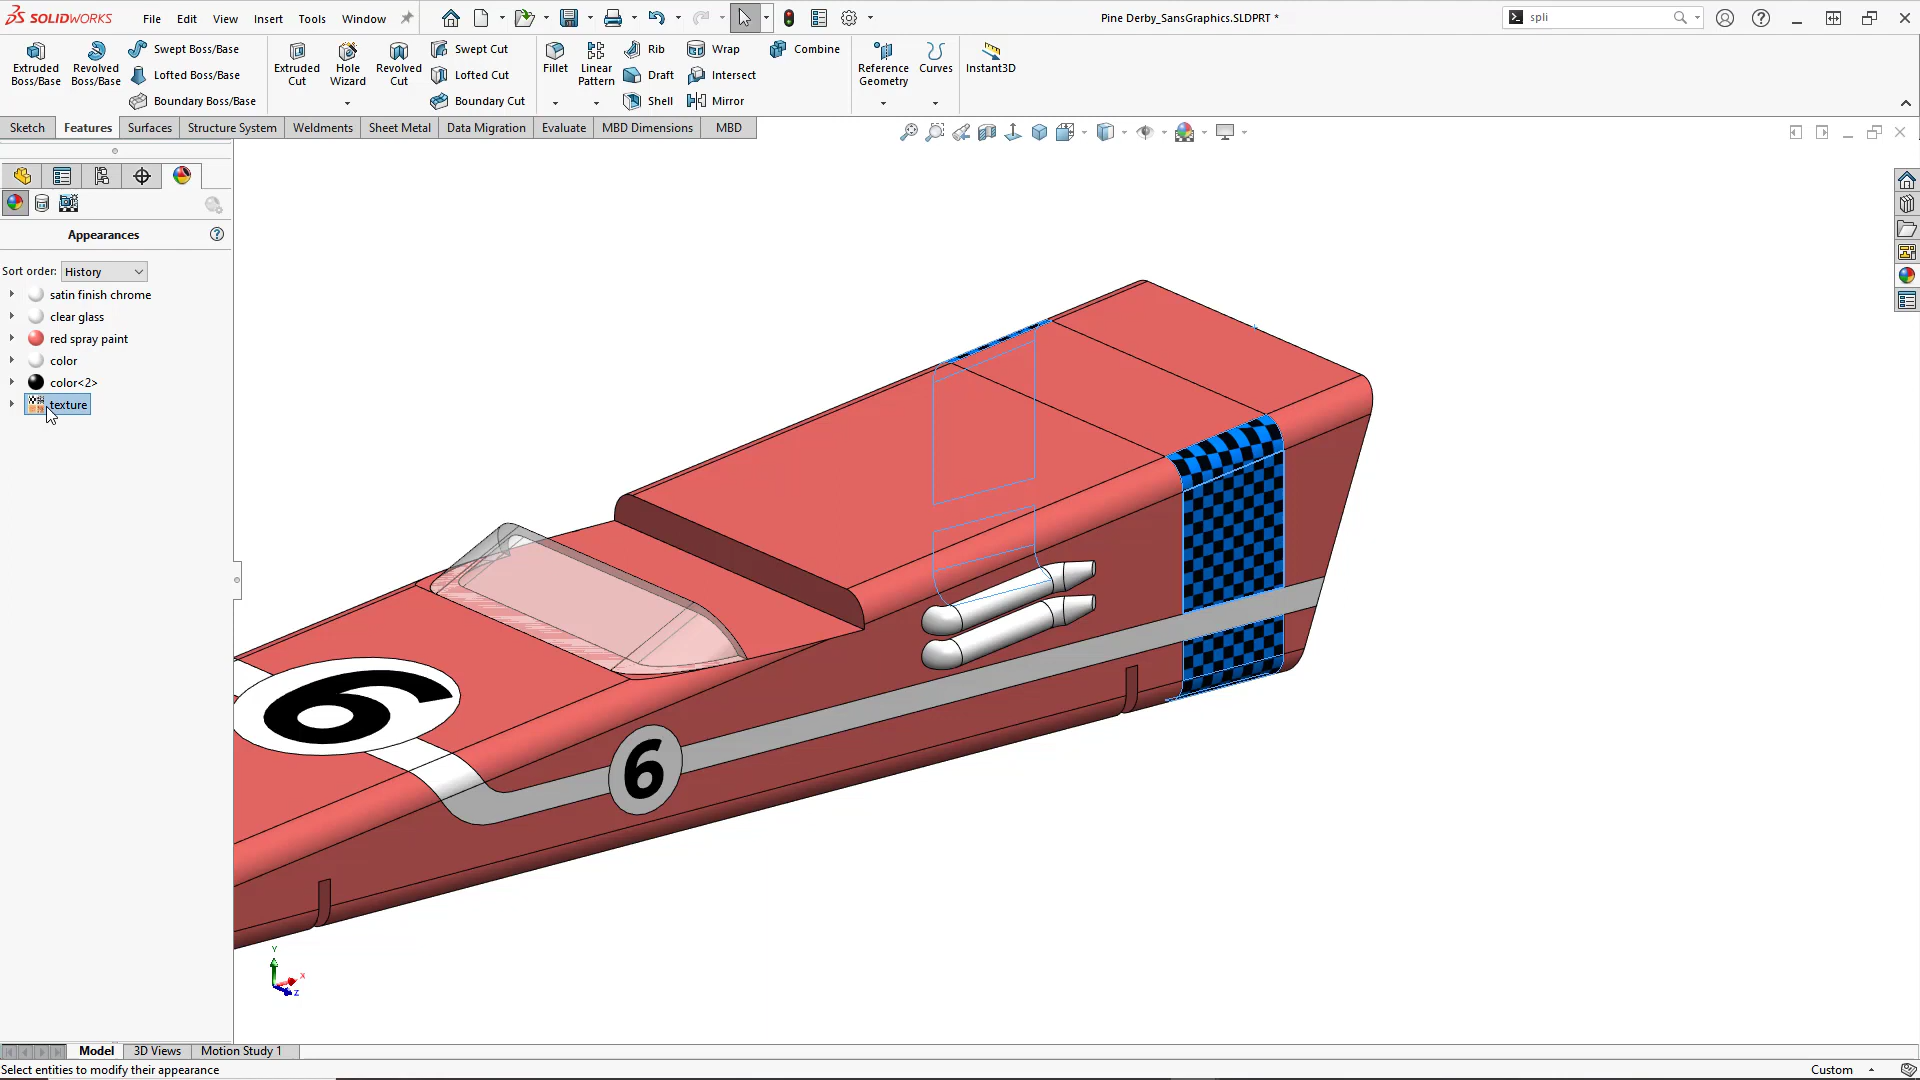 SOLIDWORKS File Edit View Insert Tools Window Pine Derby_SansGraphics.SLDPRT * spli
Extruded Boss/Base
Revolved Boss/Base
Swept Boss/Base
Lofted Boss/Base
Boundary Boss/Base
Extruded Cut
Hole Wizard
Revolved Cut
Swept Cut
Lofted Cut
Boundary Cut
Fillet
Linear Pattern
Rib
Draft
Shell
Wrap
Intersect
Mirror
Combine
Reference Geometry
Curves
Instant3D
Sketch Features Surfaces Structure System Weldments Sheet Metal Data Migration Evaluate MBD Dimensions MBD
Appearances
Sort order: History
satin finish chrome
clear glass
red spray paint
color
color<2>
texture
6
6
Y
X
Z
Model 3D Views Motion Study 1
Select entities to modify their appearance Custom